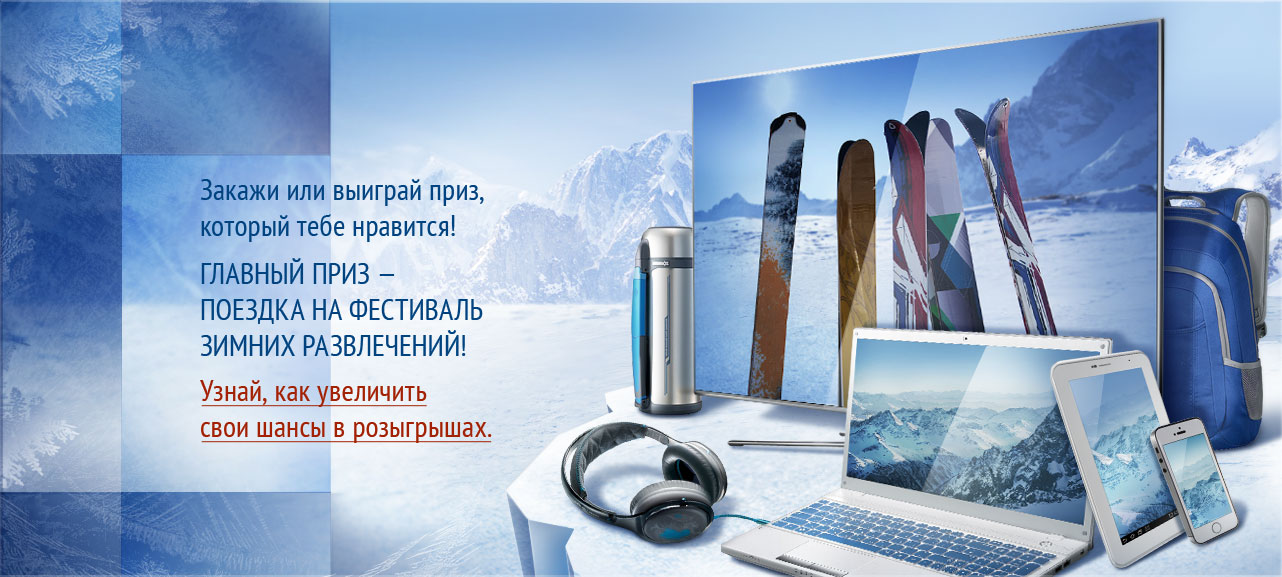 Закажи или выиграй приз,
который тебе нравится!
ГЛАВНЫЙ ПРИЗ –
ПОЕЗДКА НА ФЕСТИВАЛЬ
ЗИМНИХ РАЗВЛЕЧЕНИЙ!
Узнай, как увеличить
свои шансы в розыгрышах.